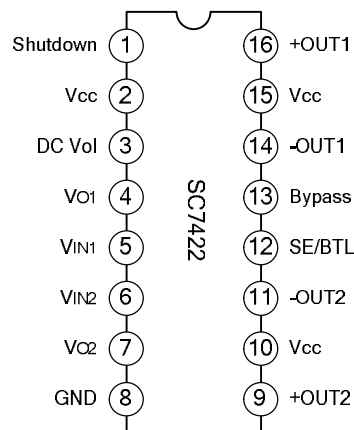 Shutdown 1 16 +OUT1
Vcc 2 15 Vcc
DC Vol 3 14 -OUT1
VO1 4 13 Bypass
VIN1 5 12 SE/BTL
VIN2 6 11 -OUT2
VO2 7 10 Vcc
GND 8 9 +OUT2
SC7422